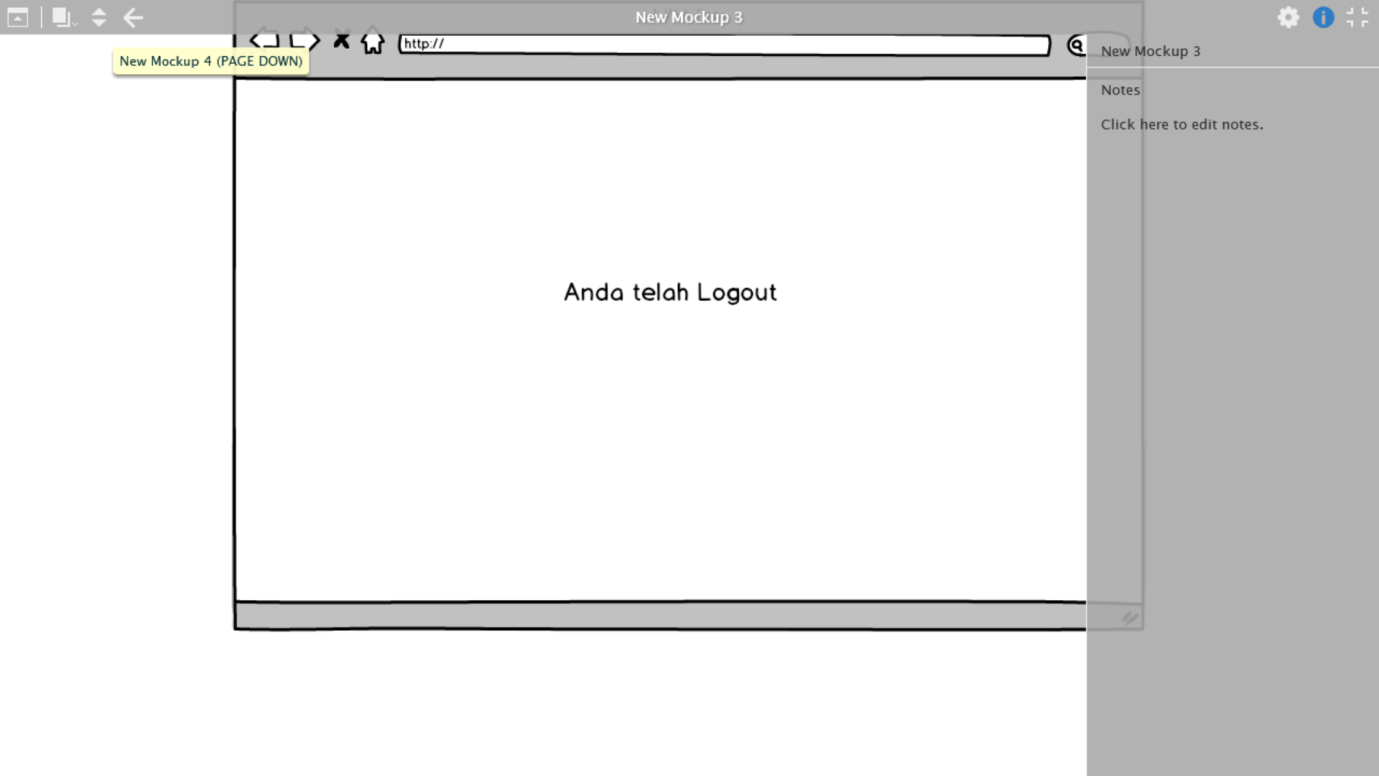 New Mockup 3
http://
New Mockup 3
New Mockup 4 (PAGE DOWN)
Notes
Click here to edit notes.
Anda telah Logout